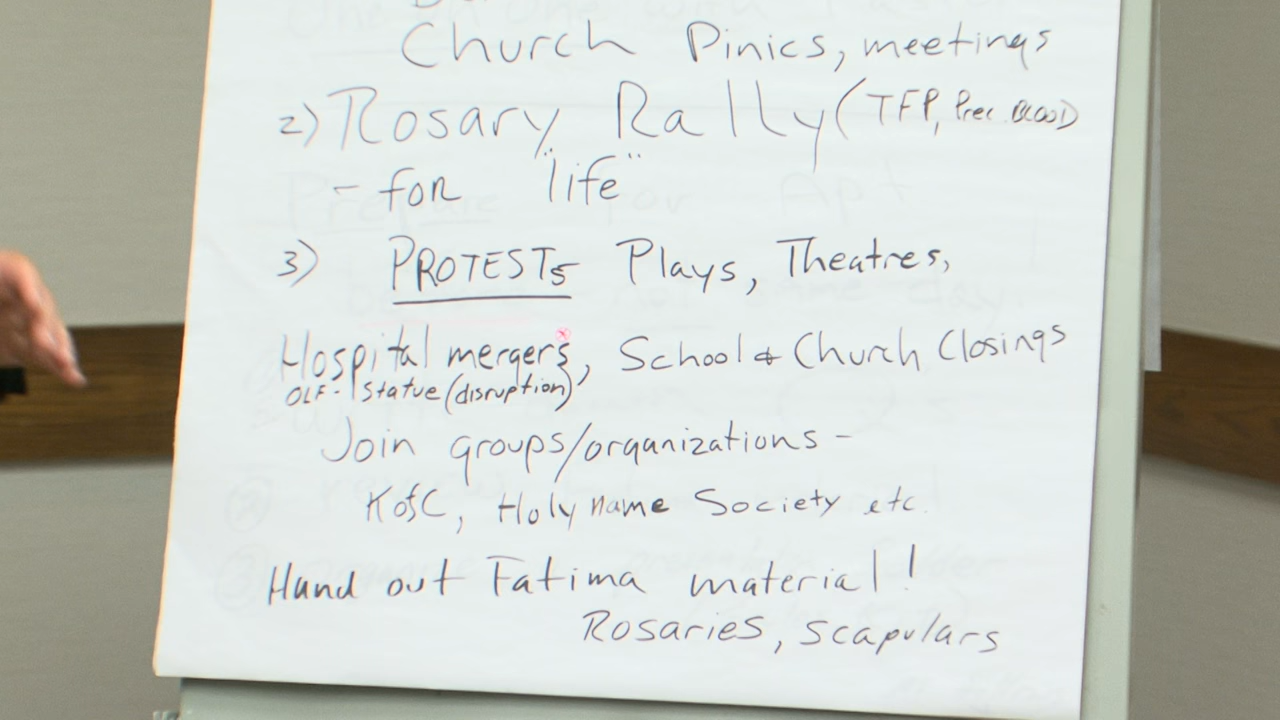 Church Pinics, meetings
2) Rosary Rally (TFP, Prec. Blood)
- for "life"
3) PROTESTS Plays, Theatres,
Hospital mergers, School & Church Closings
OLF - Statue (disruption)
Join groups/organizations -
KofC, Holy name Society etc.
Hand out Fatima material!
Rosaries, scapulars